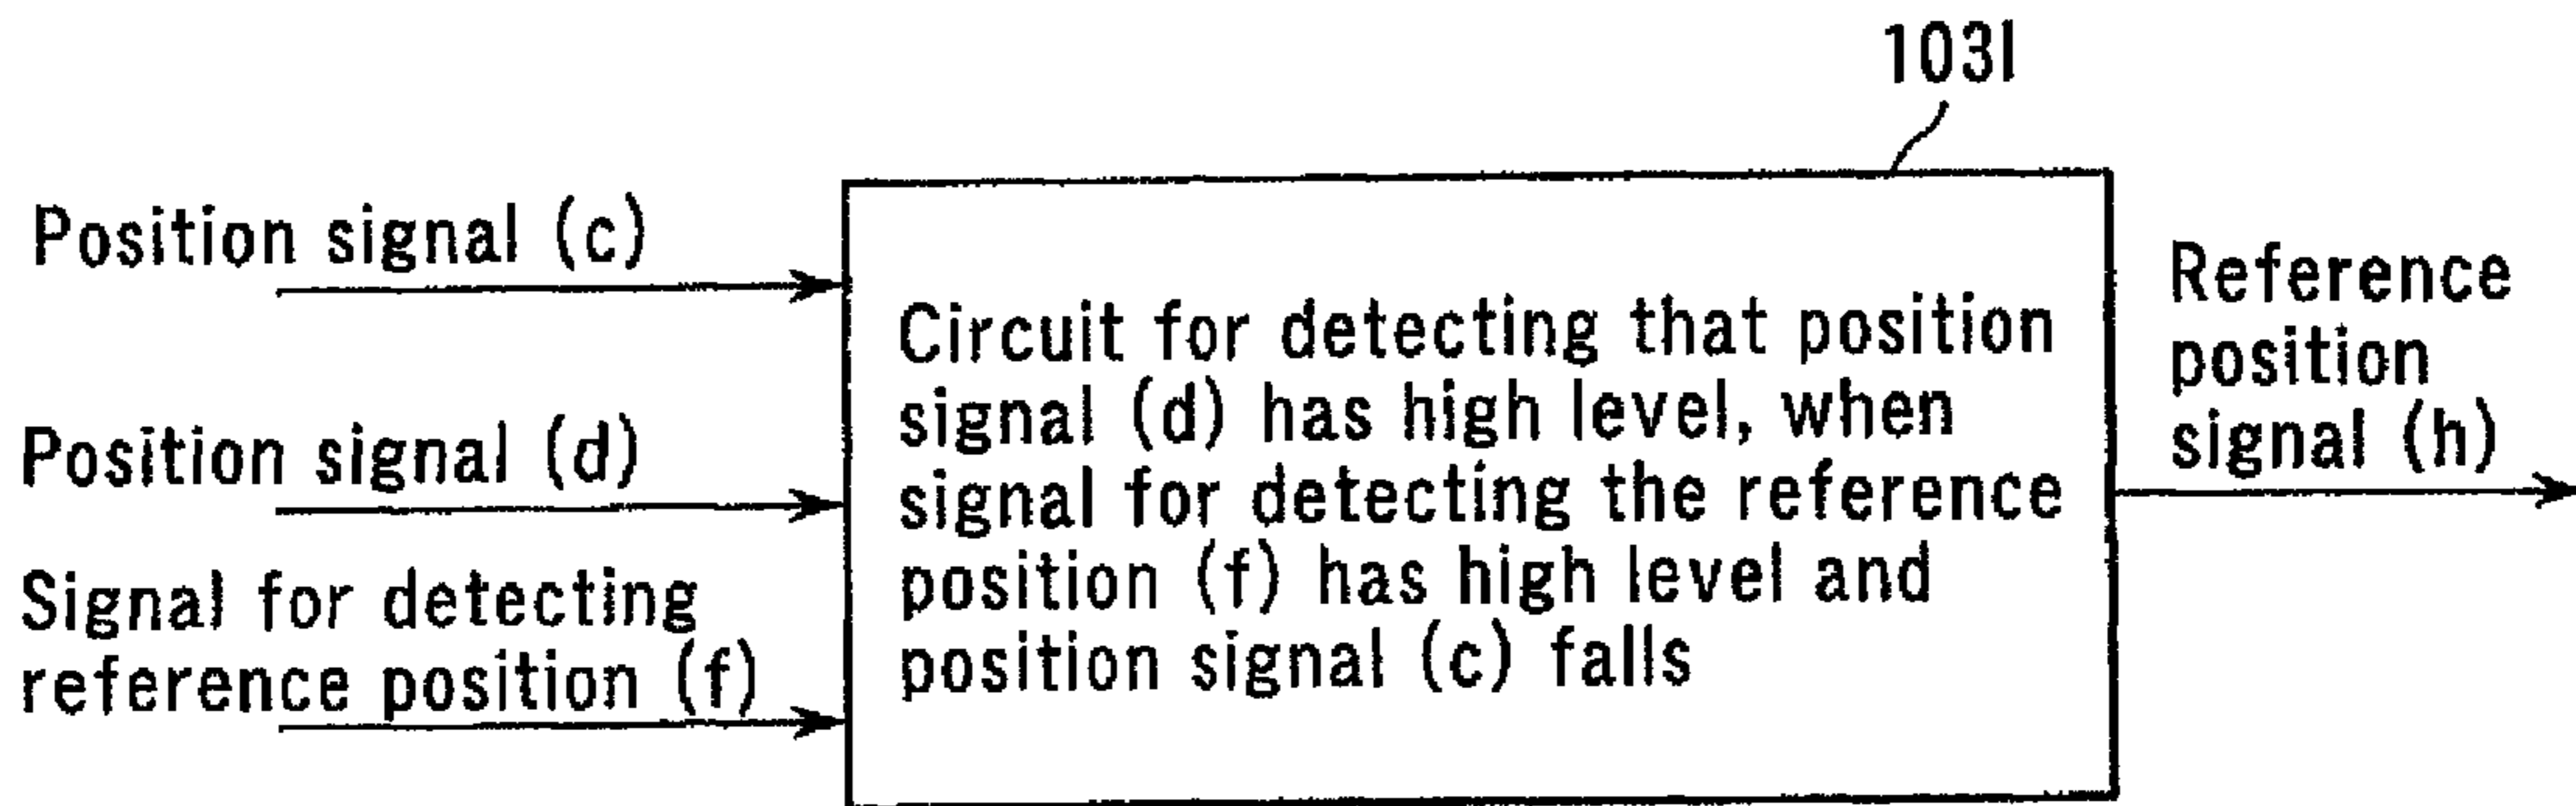 103I
Position signal (c)
Position signal (d)
Signal for detecting
reference position (f)
Circuit for detecting that position
signal (d) has high level, when
signal for detecting the reference
position (f) has high level and
position signal (c) falls
Reference
position
signal (h)